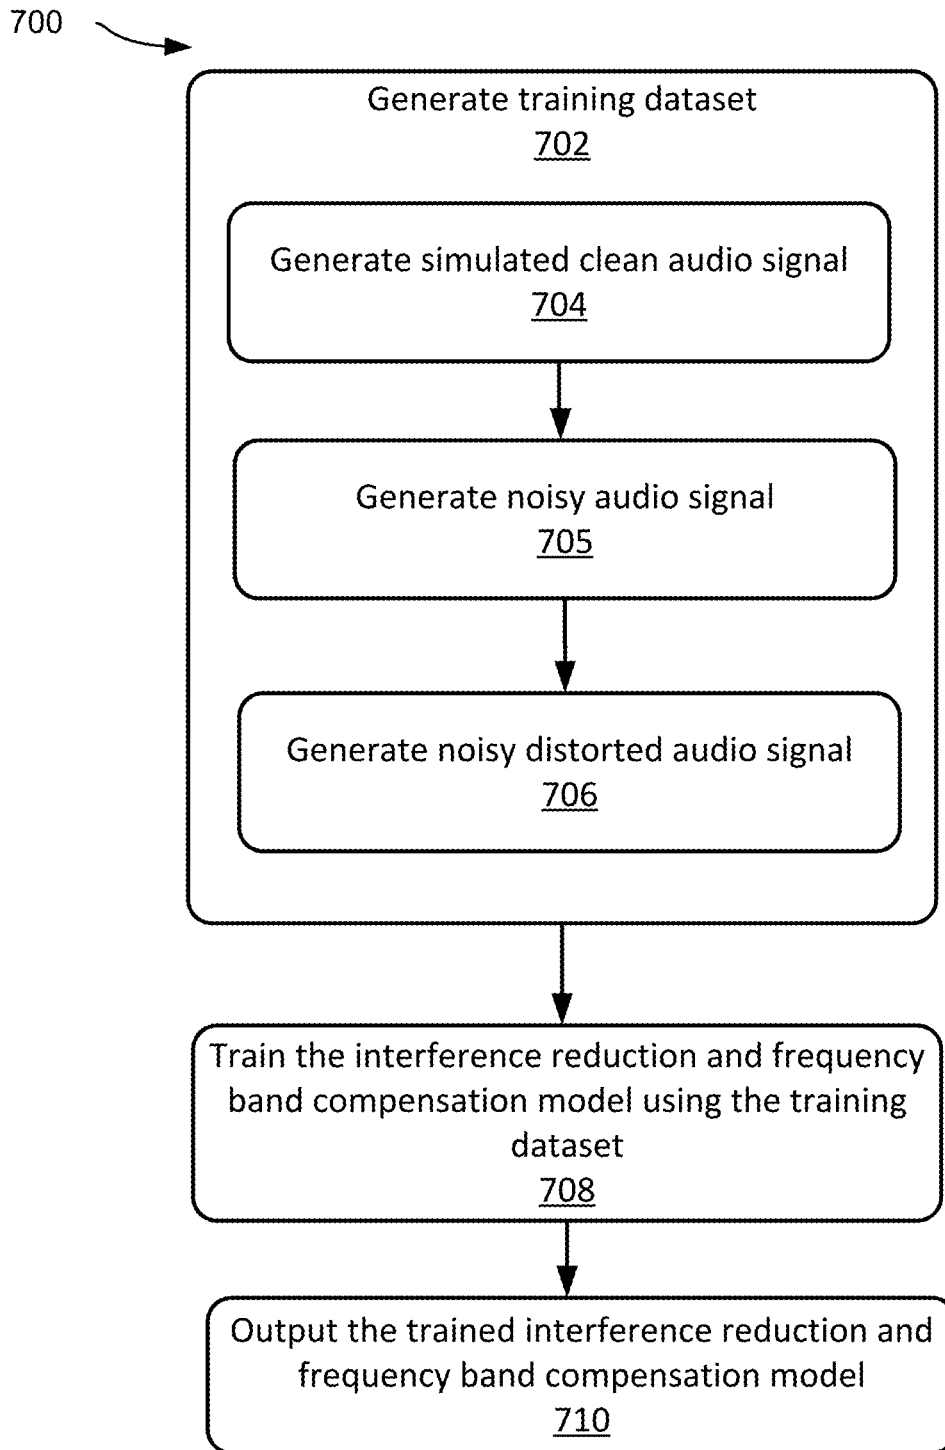 700
Generate training dataset
702
Generate simulated clean audio signal
704
Generate noisy audio signal
705
Generate noisy distorted audio signal
706
Train the interference reduction and frequency
band compensation model using the training
dataset
708
Output the trained interference reduction and
frequency band compensation model
710